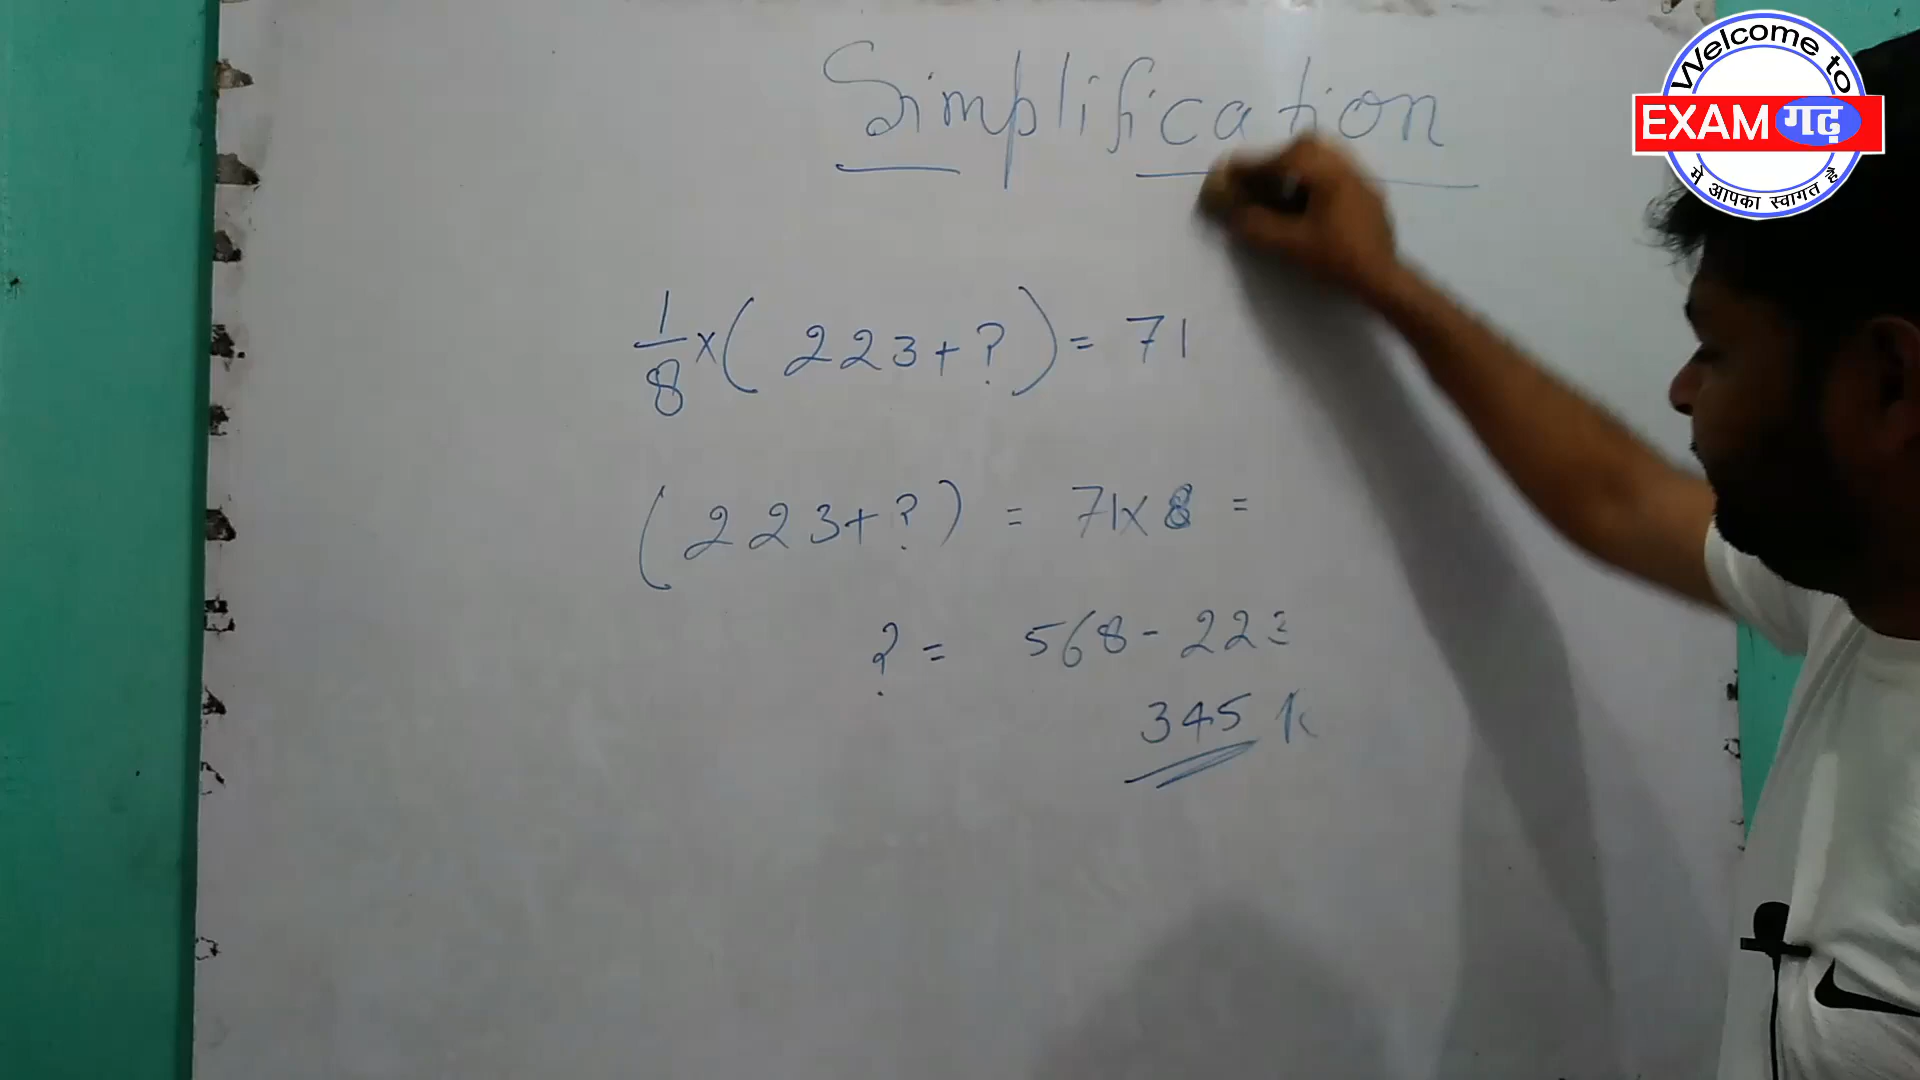 Simplification
1/8 × ( 223 + ? ) = 71
( 223 + ? ) = 71 × 8 =
? = 568 - 223
345
Welcome to
EXAM गढ़
में आपका स्वागत है